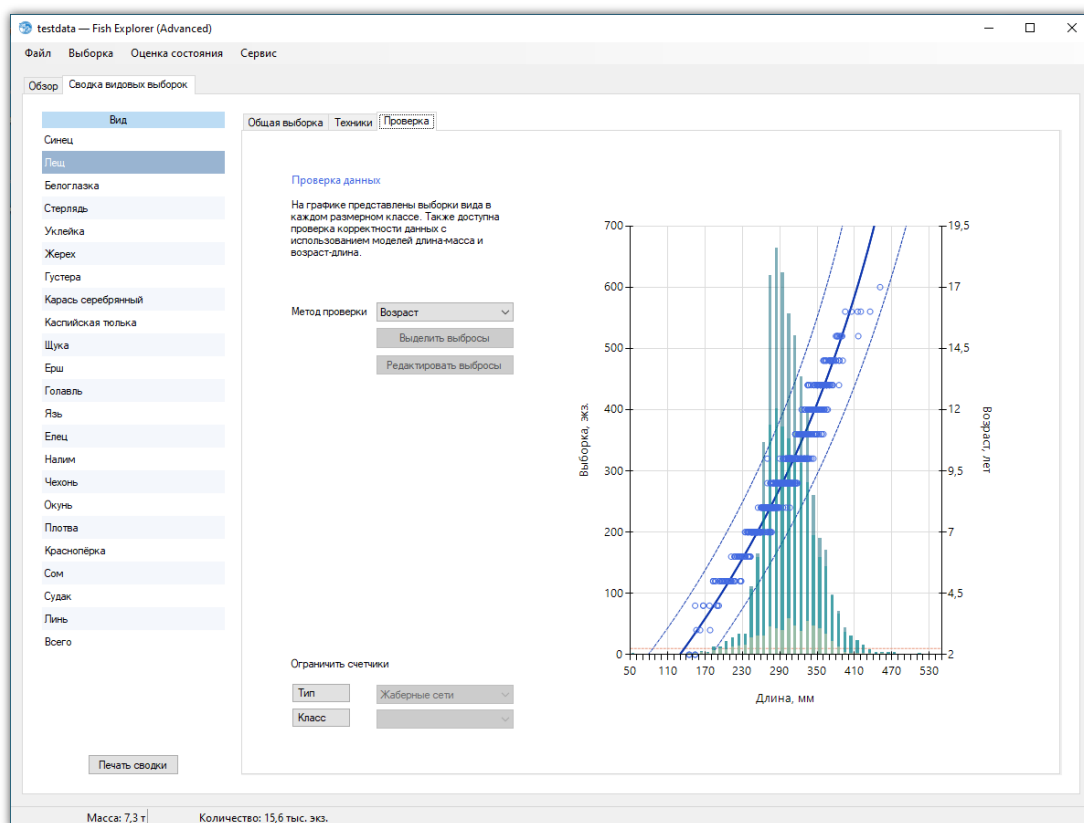 testdata — Fish Explorer (Advanced)
Файл Выборка Оценка состояния Сервис
Обзор Сводка видовых выборок
Вид
Синец
Лещ
Белоглазка
Стерлядь
Уклейка
Жерех
Густера
Карась серебрянный
Каспийская тюлька
Щука
Ерш
Голавль
Язь
Елец
Налим
Чехонь
Окунь
Плотва
Краснопёрка
Сом
Судак
Линь
Всего
Печать сводки
Общая выборка Техники Проверка
Проверка данных
На графике представлены выборки вида в
каждом размерном классе. Также доступна
проверка корректности данных с
использованием моделей длина-масса и
возраст-длина.
Метод проверки Возраст
Выделить выбросы
Редактировать выбросы
Ограничить счетчики
Тип Жаберные сети
Класс
Выборка, экз.
700
600
500
400
300
200
100
0
19,5
17
14,5
12
9,5
7
4,5
2
Возраст, лет
50 110 170 230 290 350 410 470 530
Длина, мм
Масса: 7,3 т Количество: 15,6 тыс. экз.